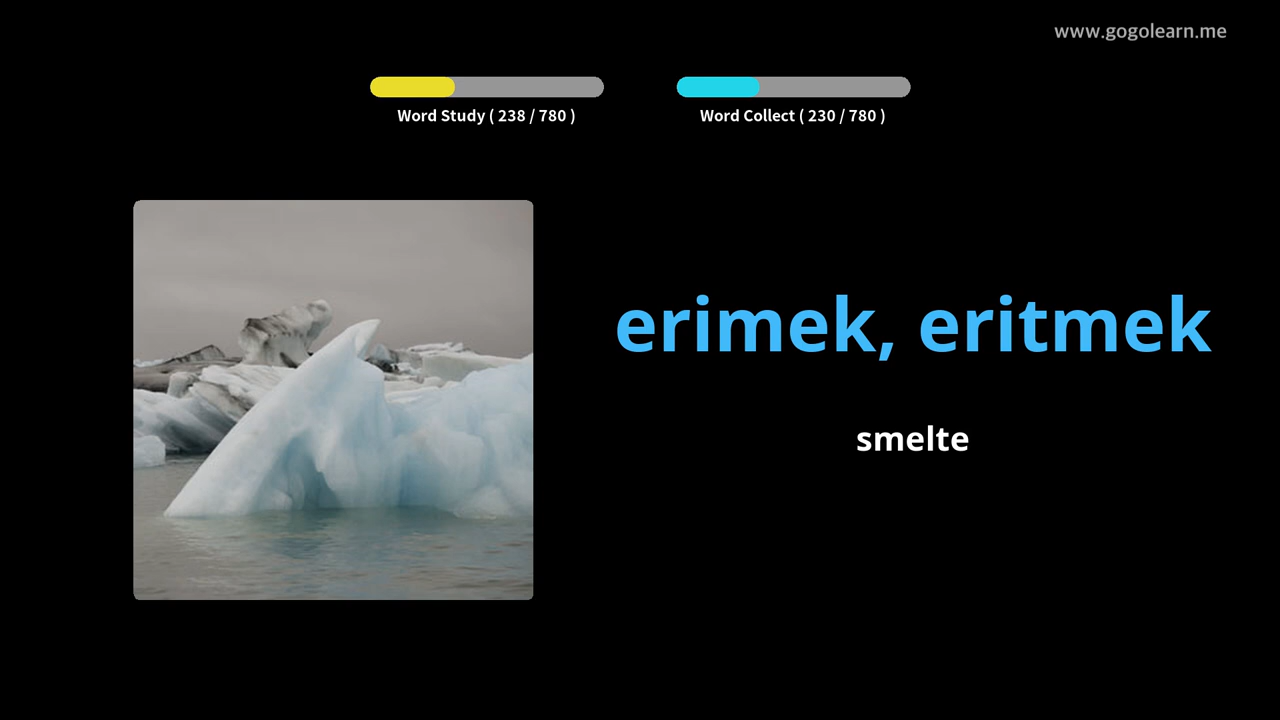 www.gogolearn.me
Word Study ( 238 / 780 )
Word Collect ( 230 / 780 )
erimek, eritmek
smelte